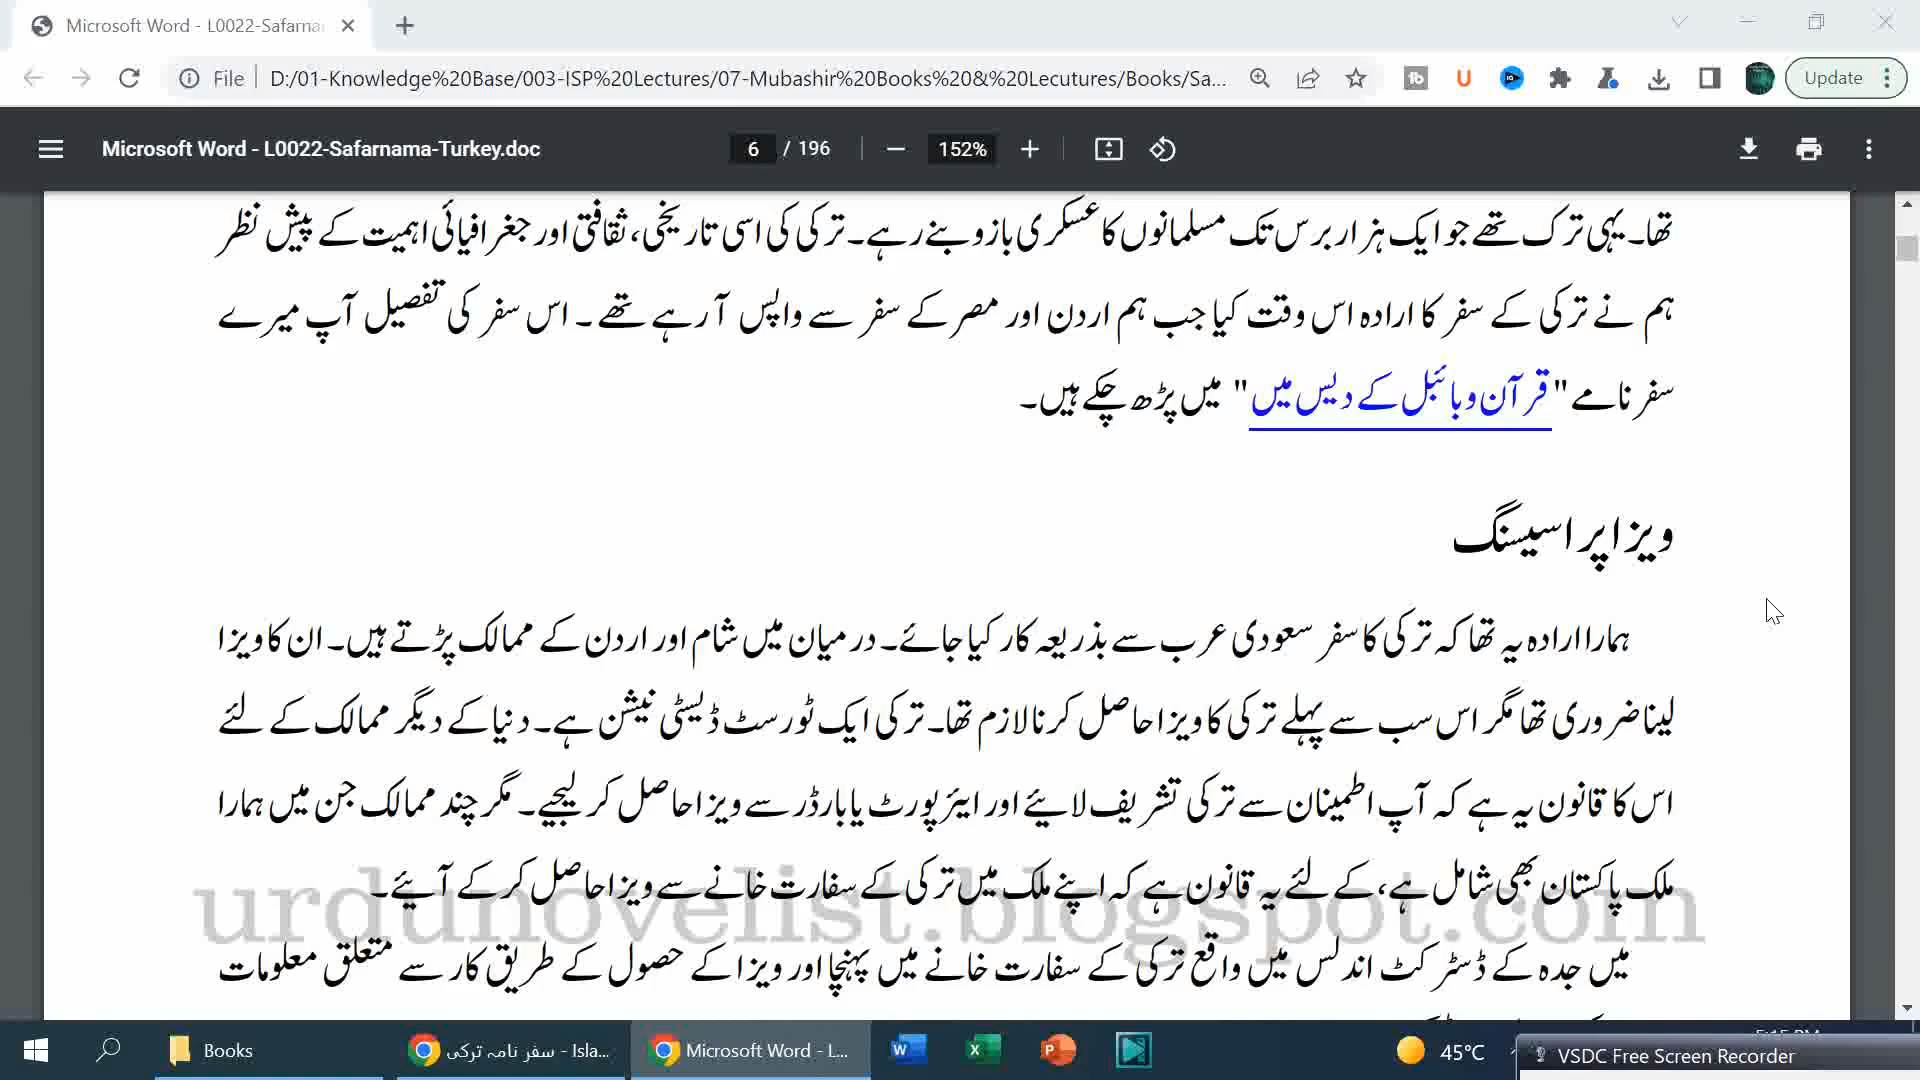 Microsoft Word - L0022-Safarna
File
D:/01-Knowledge%20Base/003-ISP%20Lectures/07-Mubashir%20Books%20&%20Lecutures/Books/Sa...
Update
Microsoft Word - L0022-Safarnama-Turkey.doc
6 / 196
152%
تھا۔ یہی ترک تھے جو ایک ہزار برس تک مسلمانوں کا عسکری بازو بنے رہے۔ ترکی کی اسی تاریخی، ثقافتی اور جغرافیائی اہمیت کے پیش نظر
ہم نے ترکی کے سفر کا ارادہ اس وقت کیا جب ہم اردن اور مصر کے سفر سے واپس آ رہے تھے۔ اس سفر کی تفصیل آپ میرے
سفر نامے "قرآن و بائبل کے دیس میں" میں پڑھ چکے ہیں۔
ویزا پراسیسنگ
ہمارا ارادہ یہ تھا کہ ترکی کا سفر سعودی عرب سے بذریعہ کار کیا جائے۔ درمیان میں شام اور اردن کے ممالک پڑتے ہیں۔ ان کا ویزا
لینا ضروری تھا مگر اس سب سے پہلے ترکی کا ویزا حاصل کرنا لازم تھا۔ ترکی ایک ٹورسٹ ڈیسٹی نیشن ہے۔ دنیا کے دیگر ممالک کے لئے
اس کا قانون یہ ہے کہ آپ اطمینان سے ترکی تشریف لائیے اور ایئر پورٹ یا بارڈر سے ویزا حاصل کر لیجیے۔ مگر چند ممالک جن میں ہمارا
ملک پاکستان بھی شامل ہے، کے لئے یہ قانون ہے کہ اپنے ملک میں ترکی کے سفارت خانے سے ویزا حاصل کر کے آئیے۔
urdunovelist.blogspot.com
میں جدہ کے ڈسٹرکٹ اندلس میں واقع ترکی کے سفارت خانے میں پہنچا اور ویزا کے حصول کے طریق کار سے متعلق معلومات
Books
سفر نامہ ترکی - Isla...
Microsoft Word - L...
45°C
VSDC Free Screen Recorder